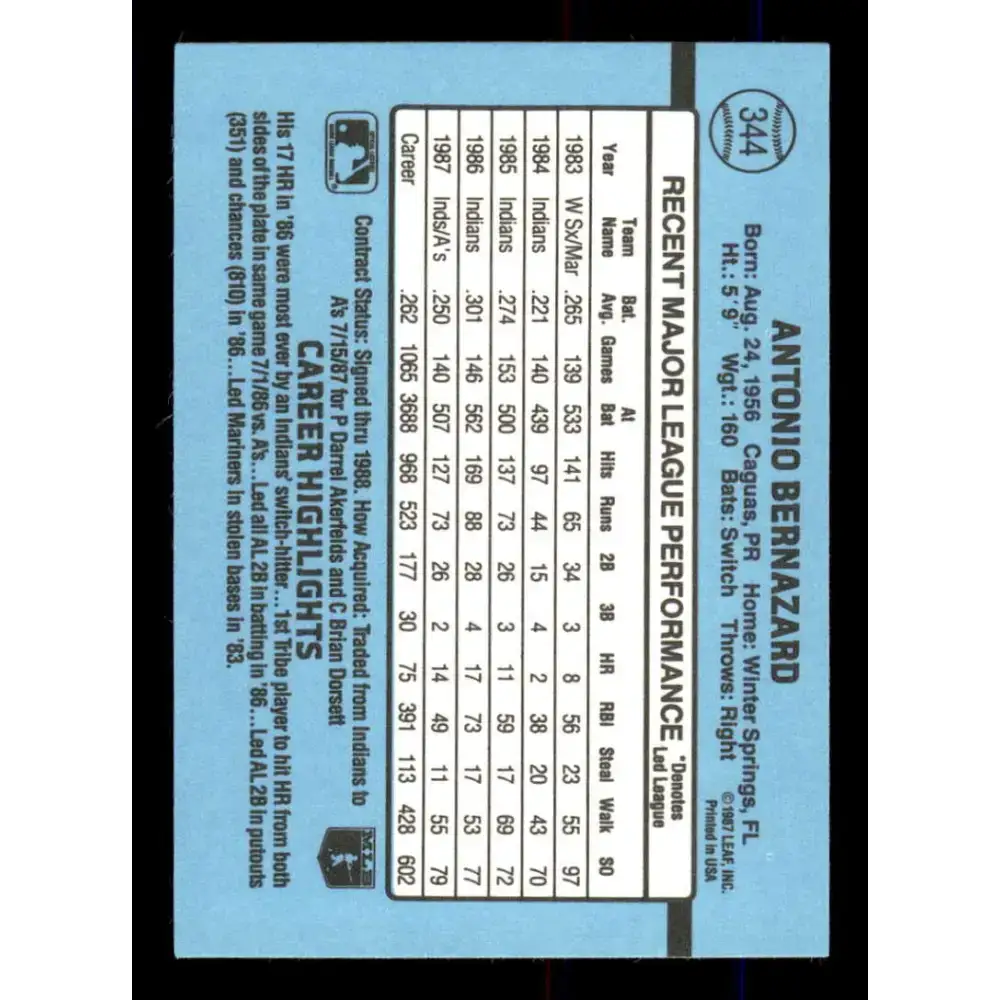 344
ANTONIO BERNAZARD
Born: Aug. 24, 1956 Caguas, PR Home: Winter Springs, FL
Ht.: 5'9" Wgt.: 160 Bats: Switch Throws: Right
©1987 LEAF, INC.
Printed in USA
RECENT MAJOR LEAGUE PERFORMANCE
*Denotes
Led League
Year Team Name Bat. Avg. Games At Bat Hits Runs 2B 3B HR RBI Steal Walk SO
1983 W Sx/Mar .265 139 533 141 65 34 3 8 56 23 55 97
1984 Indians .221 140 439 97 44 15 4 2 38 20 43 70
1985 Indians .274 153 500 137 73 26 3 11 59 17 69 72
1986 Indians .301 146 562 169 88 28 4 17 73 17 53 77
1987 Inds/A's .250 140 507 127 73 26 2 14 49 11 55 79
Career .262 1065 3688 968 523 177 30 75 391 113 428 602
Contract Status: Signed thru 1988. How Acquired: Traded from Indians to
A's 7/15/87 for P Darrel Akerfelds and C Brian Dorsett
MLB
CAREER HIGHLIGHTS
His 17 HR in '86 were most ever by an Indians' switch-hitter...1st Tribe player to hit HR from both
sides of the plate in same game 7/1/86 vs. A's...Led all AL 2B in batting in '86...Led AL 2B in putouts
(351) and chances (810) in '86...Led Mariners in stolen bases in '83.